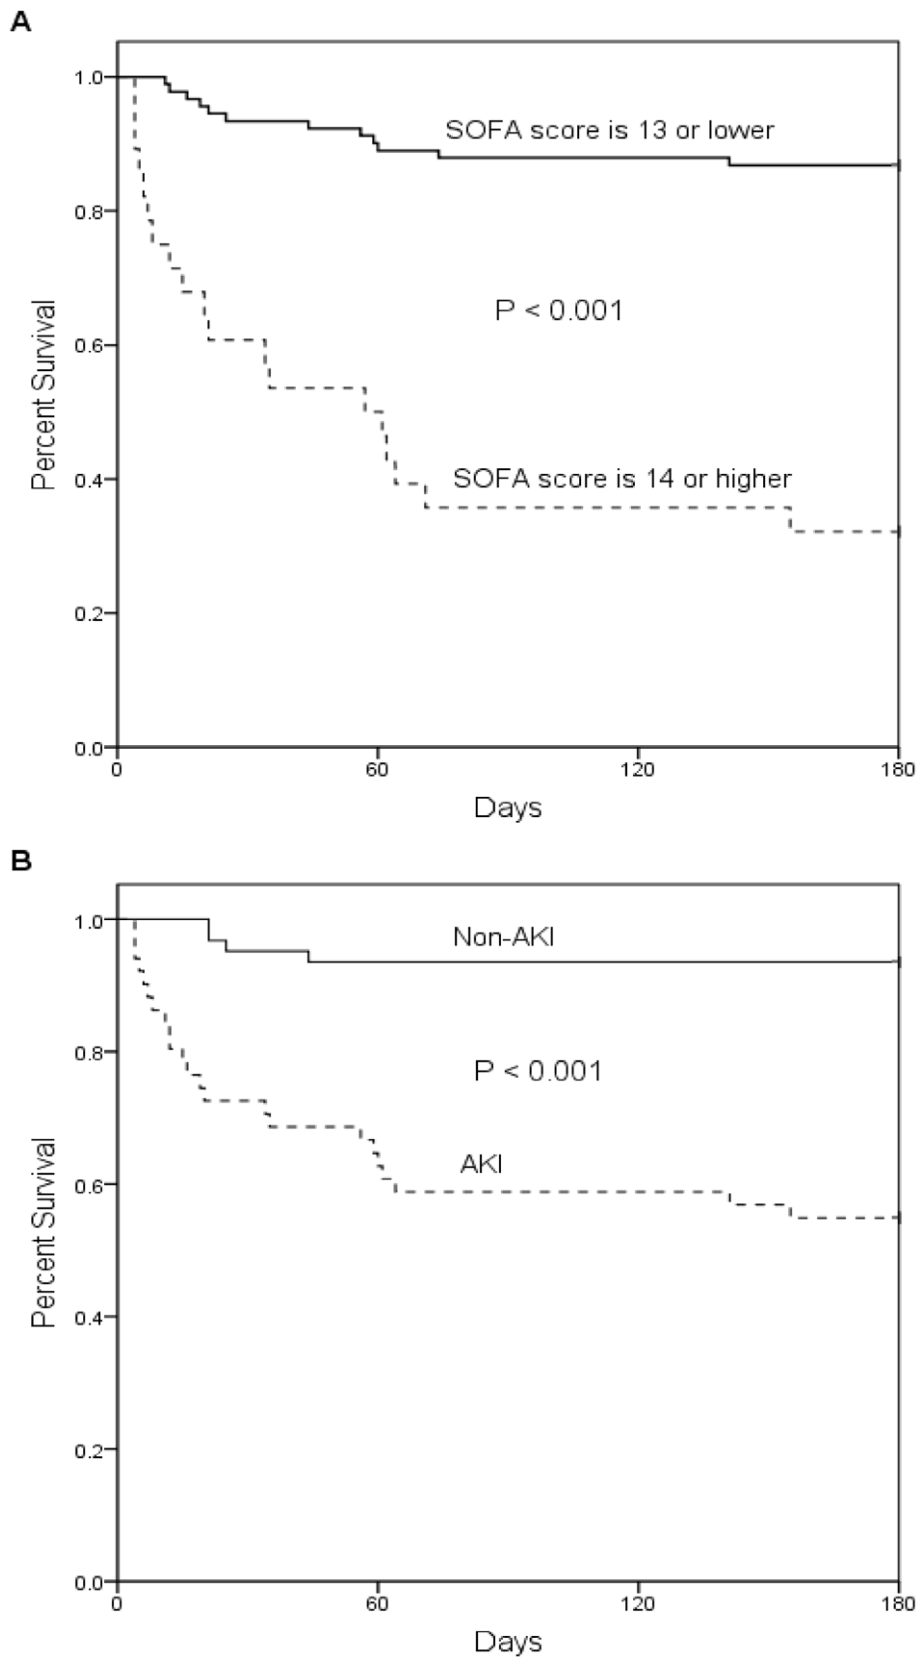 A
1.0
SOFA score is 13 or lower
0.8
P < 0.001
0.6
SOFA score is 14 or higher
0.4
0.2
0.0
0 60 120 180
Percent Survival
Days
B
1.0
Non-AKI
0.8
P < 0.001
AKI
0.6
0.4
0.2
0.0
0 60 120 180
Percent Survival
Days